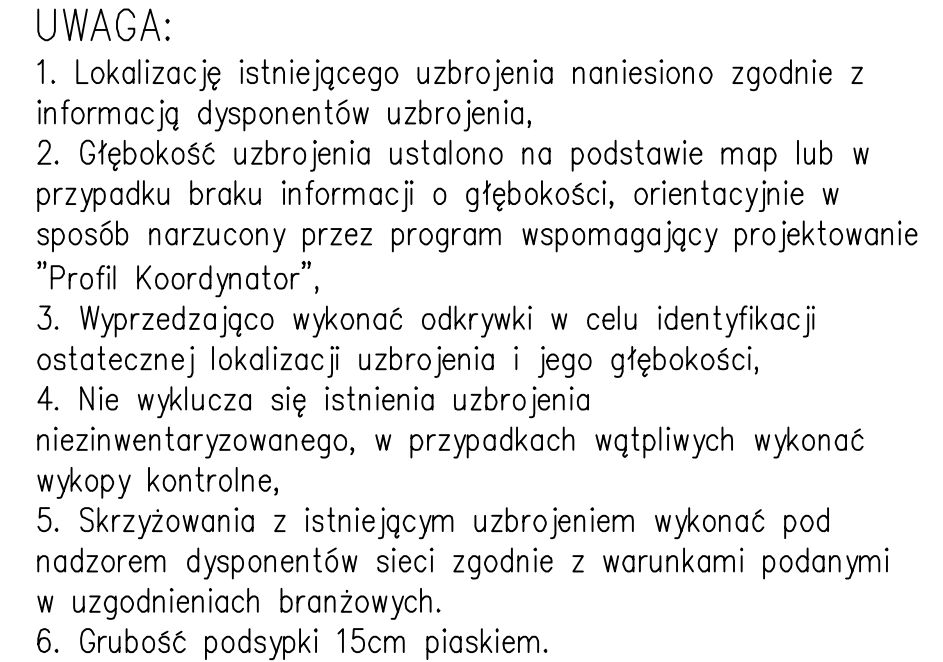 UWAGA:
1. Lokalizację istniejącego uzbrojenia naniesiono zgodnie z
informacją dysponentów uzbrojenia,
2. Głębokość uzbrojenia ustalono na podstawie map lub w
przypadku braku informacji o głębokości, orientacyjnie w
sposób narzucony przez program wspomagający projektowanie
"Profil Koordynator",
3. Wyprzedzająco wykonać odkrywki w celu identyfikacji
ostatecznej lokalizacji uzbrojenia i jego głębokości,
4. Nie wyklucza się istnienia uzbrojenia
niezinwentaryzowanego, w przypadkach wątpliwych wykonać
wykopy kontrolne,
5. Skrzyżowania z istniejącym uzbrojeniem wykonać pod
nadzorem dysponentów sieci zgodnie z warunkami podanymi
w uzgodnieniach branżowych.
6. Grubość podsypki 15cm piaskiem.